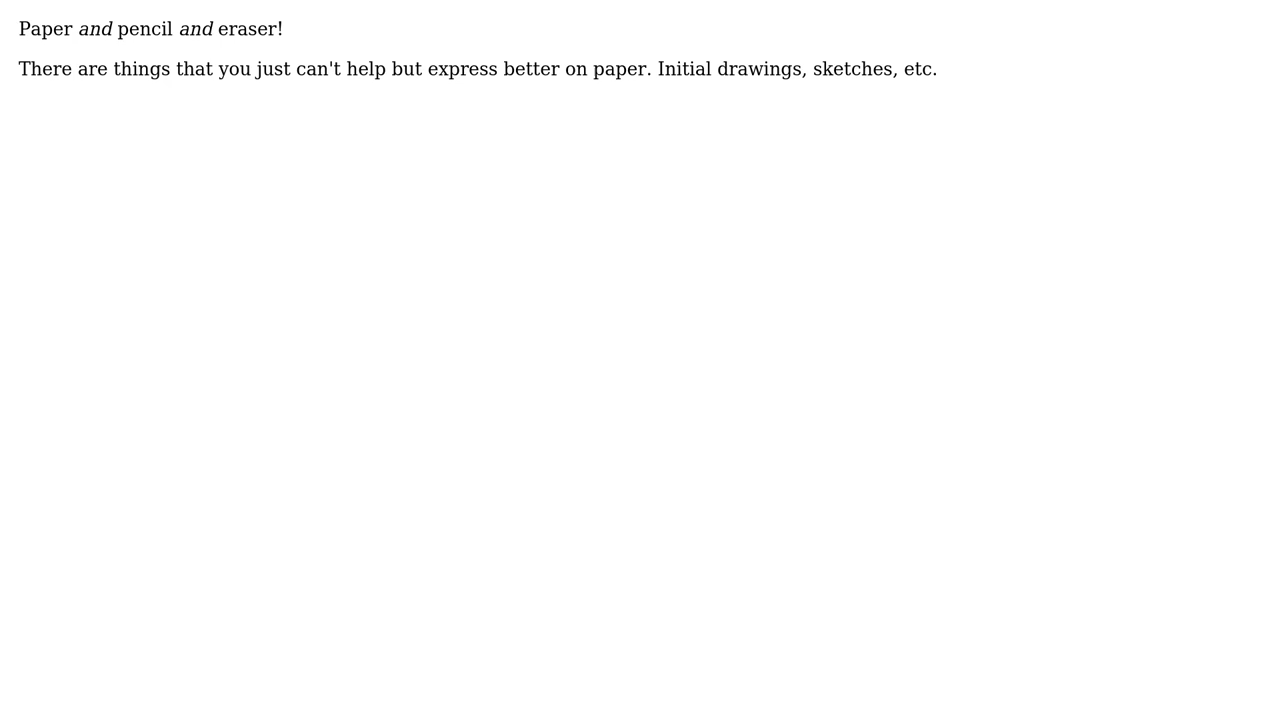 Paper and pencil and eraser!
There are things that you just can't help but express better on paper. Initial drawings, sketches, etc.